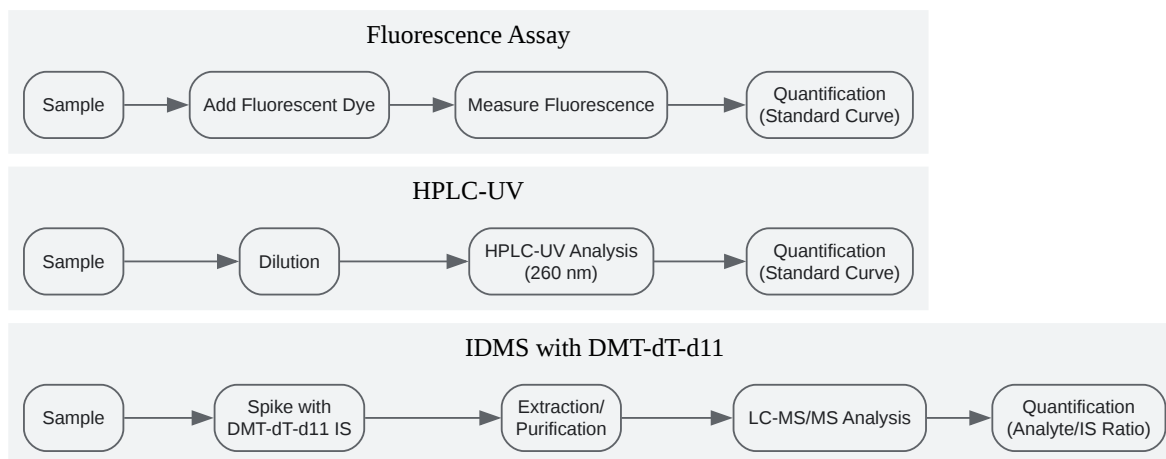 Fluorescence Assay
Sample
Add Fluorescent Dye
Measure Fluorescence
Quantification
(Standard Curve)
HPLC-UV
Sample
Dilution
HPLC-UV Analysis
(260 nm)
Quantification
(Standard Curve)
IDMS with DMT-dT-d11
Sample
Spike with
DMT-dT-d11 IS
Extraction/
Purification
LC-MS/MS Analysis
Quantification
(Analyte/IS Ratio)